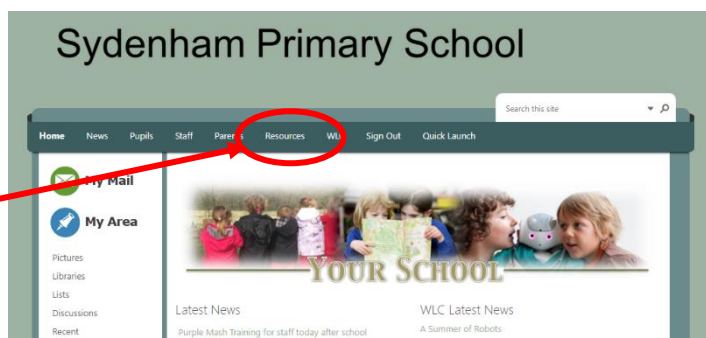 Sydenham Primary School
Search this site
Home News Pupils Staff Parents Resources WLC Sign Out Quick Launch
My Mail
My Area
Pictures
Libraries
Lists
Discussions
Recent
YOUR SCHOOL
Latest News
Purple Mash Training for staff today after school
WLC Latest News
A Summer of Robots